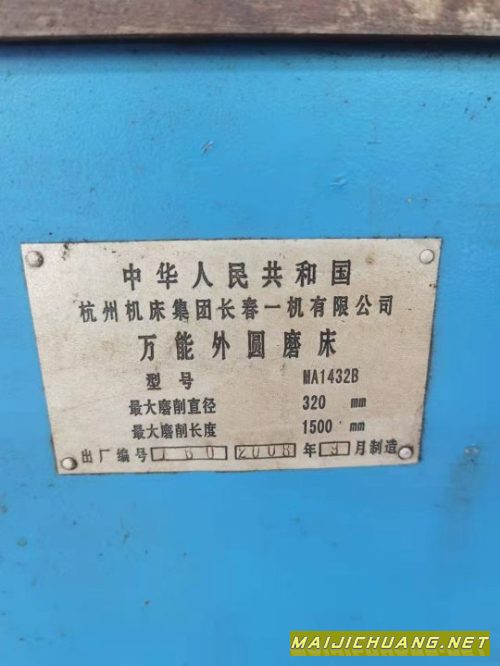 中华人民共和国
杭州机床集团长春一机有限公司
万能外圆磨床
型号 MA1432B
最大磨削直径 320 mm
最大磨削长度 1500 mm
出厂编号 J60 2008 年 9 月制造
MAIJICHUANG.NET